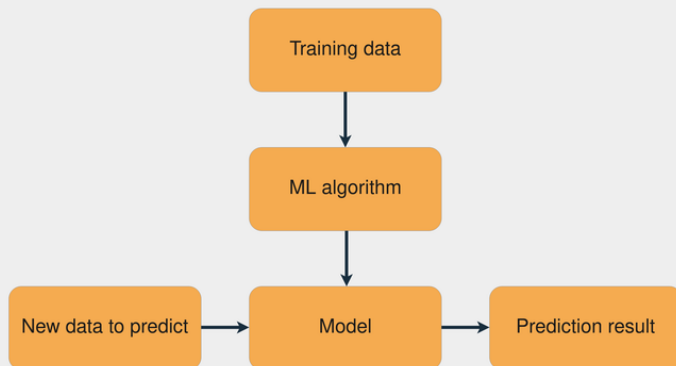 Training data
ML algorithm
New data to predict
Model
Prediction result